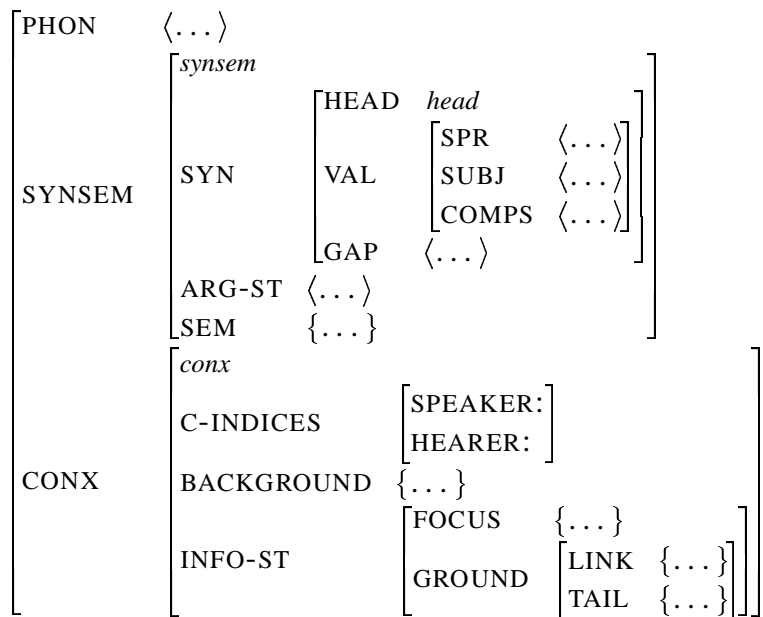 PHON ⟨...⟩
synsem
HEAD head
SPR ⟨...⟩
SYN VAL SUBJ ⟨...⟩
SYNSEM
COMPS ⟨...⟩
GAP ⟨...⟩
ARG-ST ⟨...⟩
SEM {...}
conx
SPEAKER:
C-INDICES
HEARER:
CONX BACKGROUND {...}
FOCUS {...}
INFO-ST
LINK {...}
GROUND
TAIL {...}